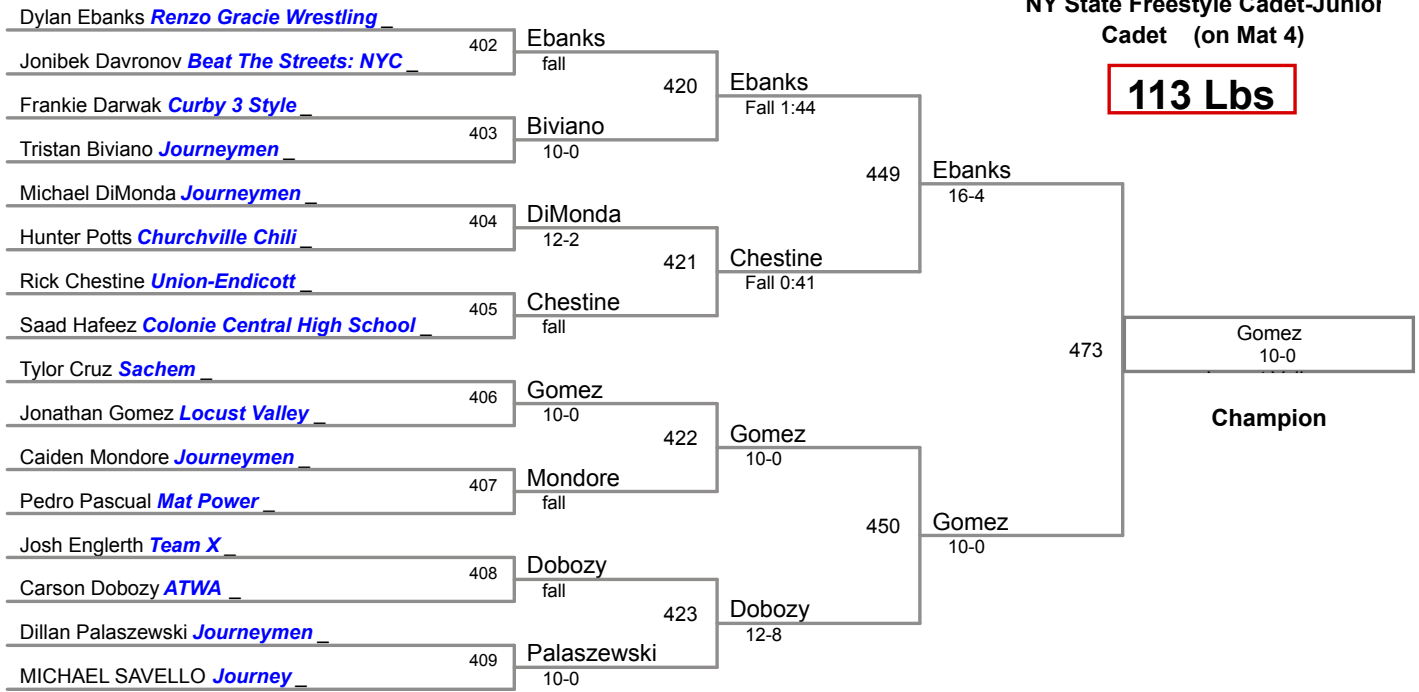 NY State Freestyle Cadet-Junior
Cadet (on Mat 4)
113 Lbs
Dylan Ebanks Renzo Gracie Wrestling _
402
Jonibek Davronov Beat The Streets: NYC _
Frankie Darwak Curby 3 Style _
403
Tristan Biviano Journeymen _
Michael DiMonda Journeymen _
404
Hunter Potts Churchville Chili _
Rick Chestine Union-Endicott _
405
Saad Hafeez Colonie Central High School _
Tylor Cruz Sachem _
406
Jonathan Gomez Locust Valley _
Caiden Mondore Journeymen _
407
Pedro Pascual Mat Power _
Josh Englerth Team X _
408
Carson Dobozy ATWA _
Dillan Palaszewski Journeymen _
409
MICHAEL SAVELLO Journey _
Ebanks
fall
420
Biviano
10-0
DiMonda
12-2
421
Chestine
fall
Gomez
10-0
422
Mondore
fall
Dobozy
fall
423
Palaszewski
10-0
Ebanks
Fall 1:44
449
Chestine
Fall 0:41
Gomez
10-0
450
Dobozy
12-8
Ebanks
16-4
473
Gomez
10-0
Gomez
10-0
Champion